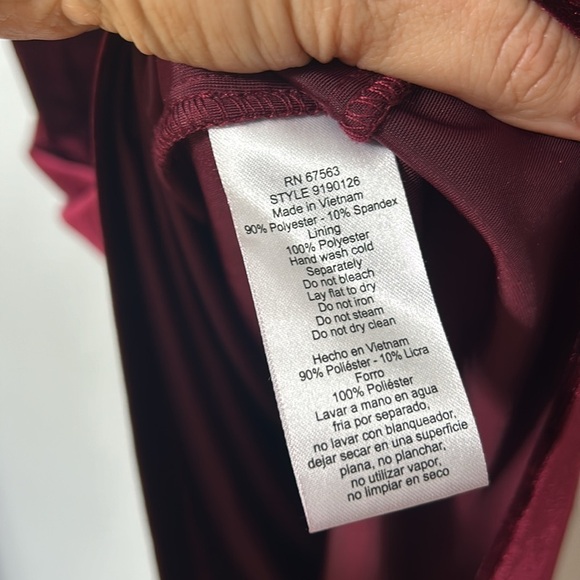 RN 67563
STYLE 9190126
Made in Vietnam
90% Polyester - 10% Spandex
Lining
100% Polyester
Hand wash cold
Separately
Do not bleach
Lay flat to dry
Do not iron
Do not steam
Do not dry clean
Hecho en Vietnam
90% Poliéster - 10% Licra
Forro
100% Poliéster
Lavar a mano en agua
fria por separado,
no lavar con blanqueador,
dejar secar en una superficie
plana, no planchar,
no utilizar vapor,
no limpiar en seco